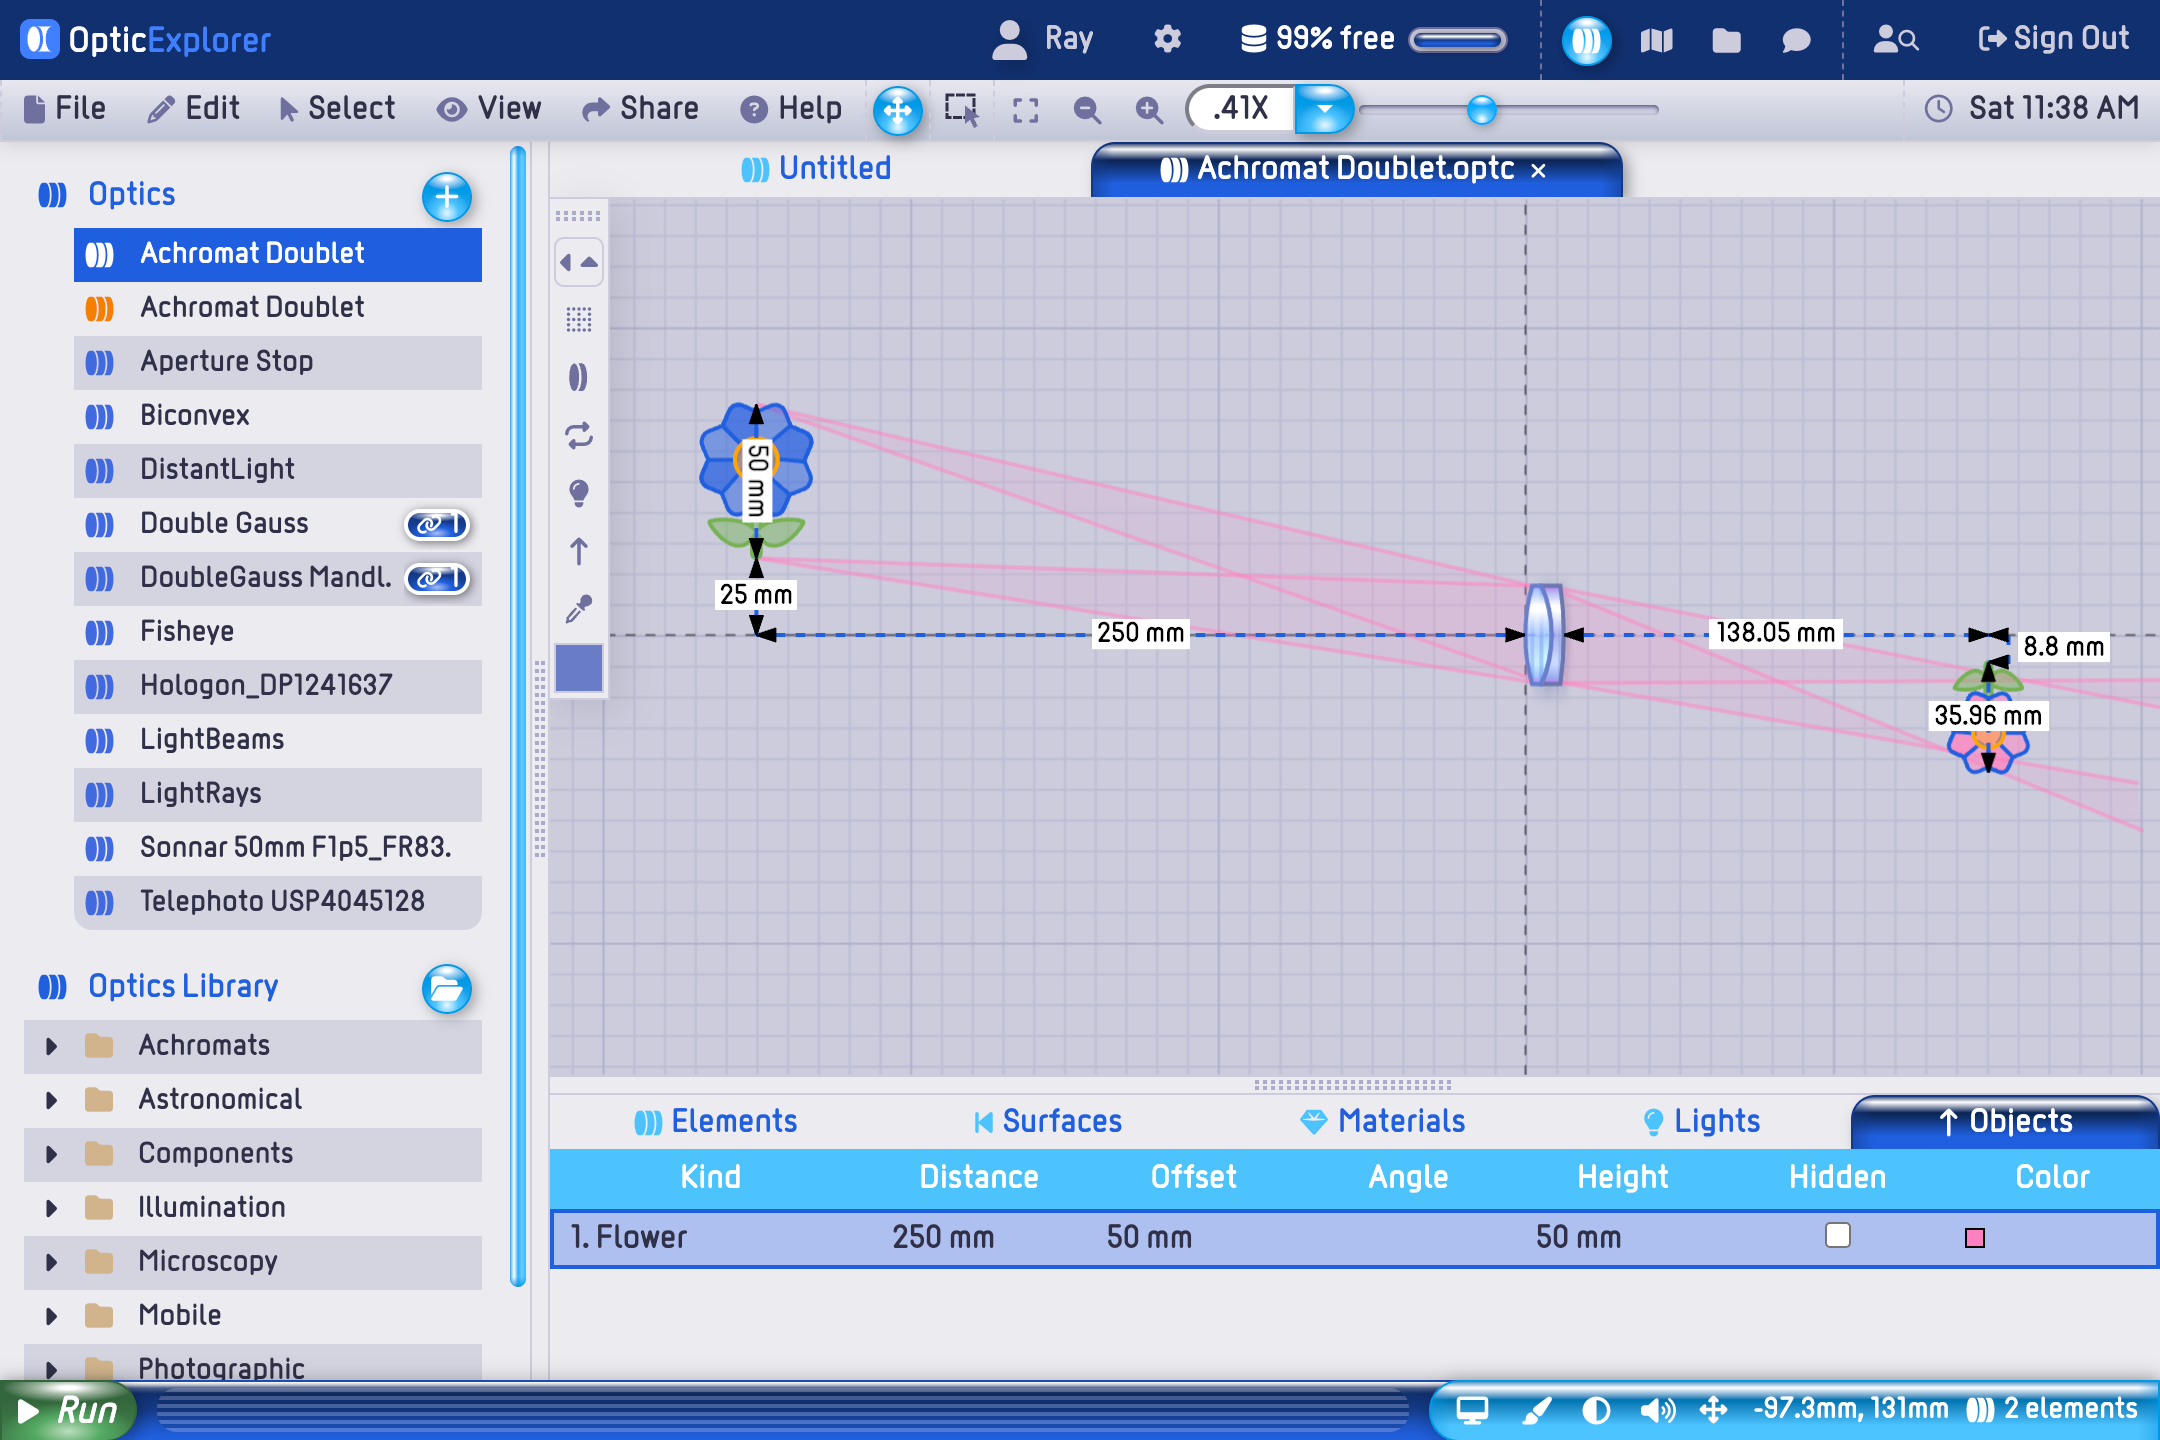 OpticExplorer
Ray
99% free
Sign Out
File
Edit
Select
View
Share
Help
.41X
Sat 11:38 AM
Optics
Achromat Doublet
Achromat Doublet
Aperture Stop
Biconvex
DistantLight
Double Gauss
1
DoubleGauss Mandl.
1
Fisheye
Hologon_DP1241637
LightBeams
LightRays
Sonnar 50mm F1p5_FR83.
Telephoto USP4045128
Optics Library
Achromats
Astronomical
Components
Illumination
Microscopy
Mobile
Photographic
Untitled
Achromat Doublet.optc ×
50 mm
25 mm
250 mm
138.05 mm
8.8 mm
35.96 mm
Elements
Surfaces
Materials
Lights
Objects
Kind Distance Offset Angle Height Hidden Color
1. Flower 250 mm 50 mm 50 mm
Run
-97.3mm, 131mm
2 elements